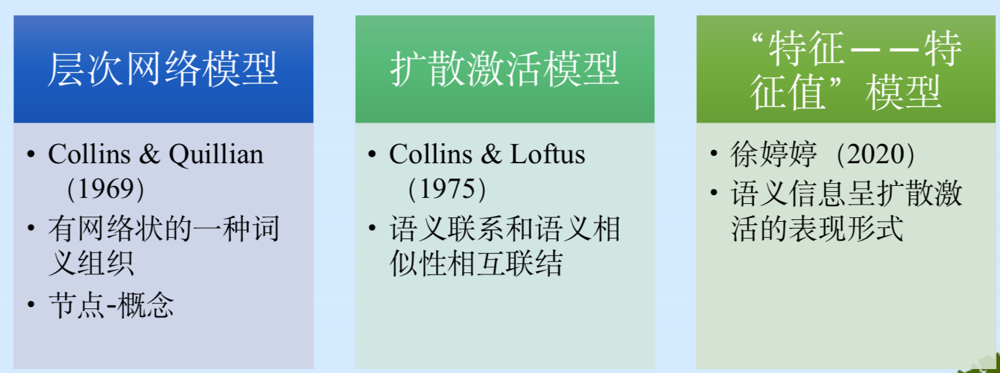 层次网络模型
• Collins & Quillian
（1969）
• 有网络状的一种词
义组织
• 节点-概念
扩散激活模型
• Collins & Loftus
（1975）
• 语义联系和语义相
似性相互联结
“特征——特
征值”模型
• 徐婷婷（2020）
• 语义信息呈扩散激
活的表现形式